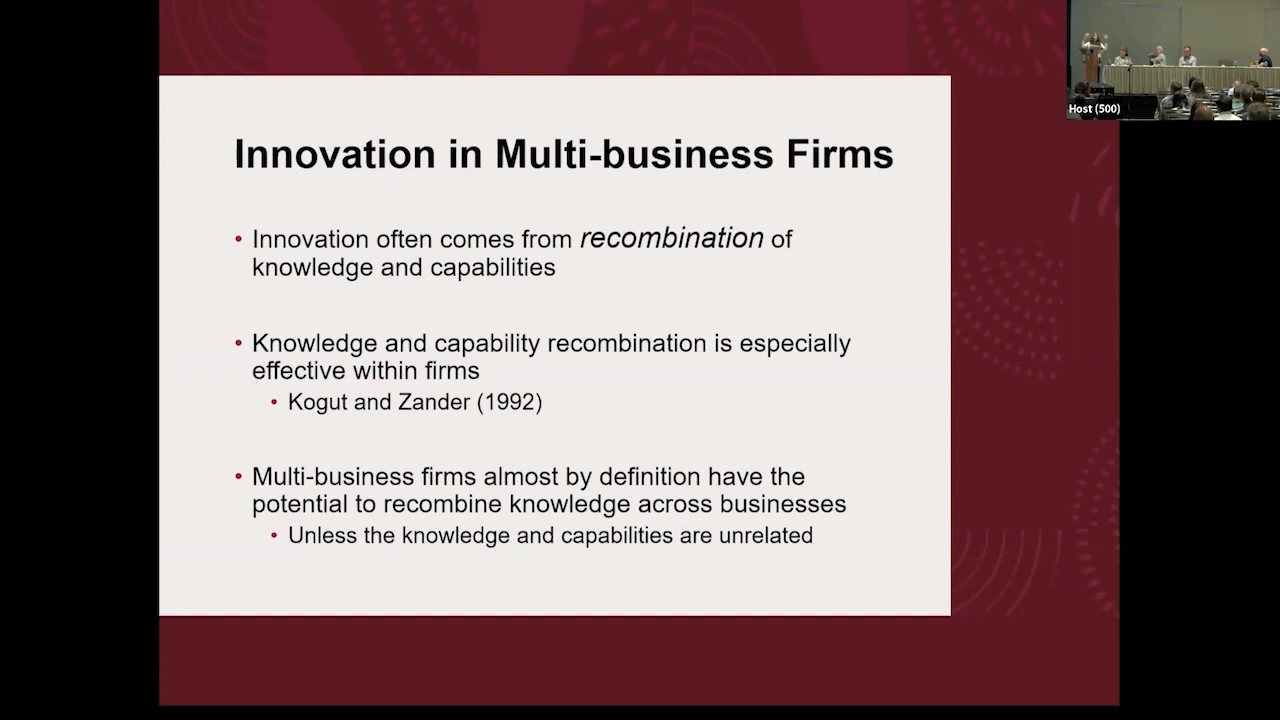 Host (500)
Innovation in Multi-business Firms
• Innovation often comes from recombination of
knowledge and capabilities
• Knowledge and capability recombination is especially
effective within firms
• Kogut and Zander (1992)
• Multi-business firms almost by definition have the
potential to recombine knowledge across businesses
• Unless the knowledge and capabilities are unrelated